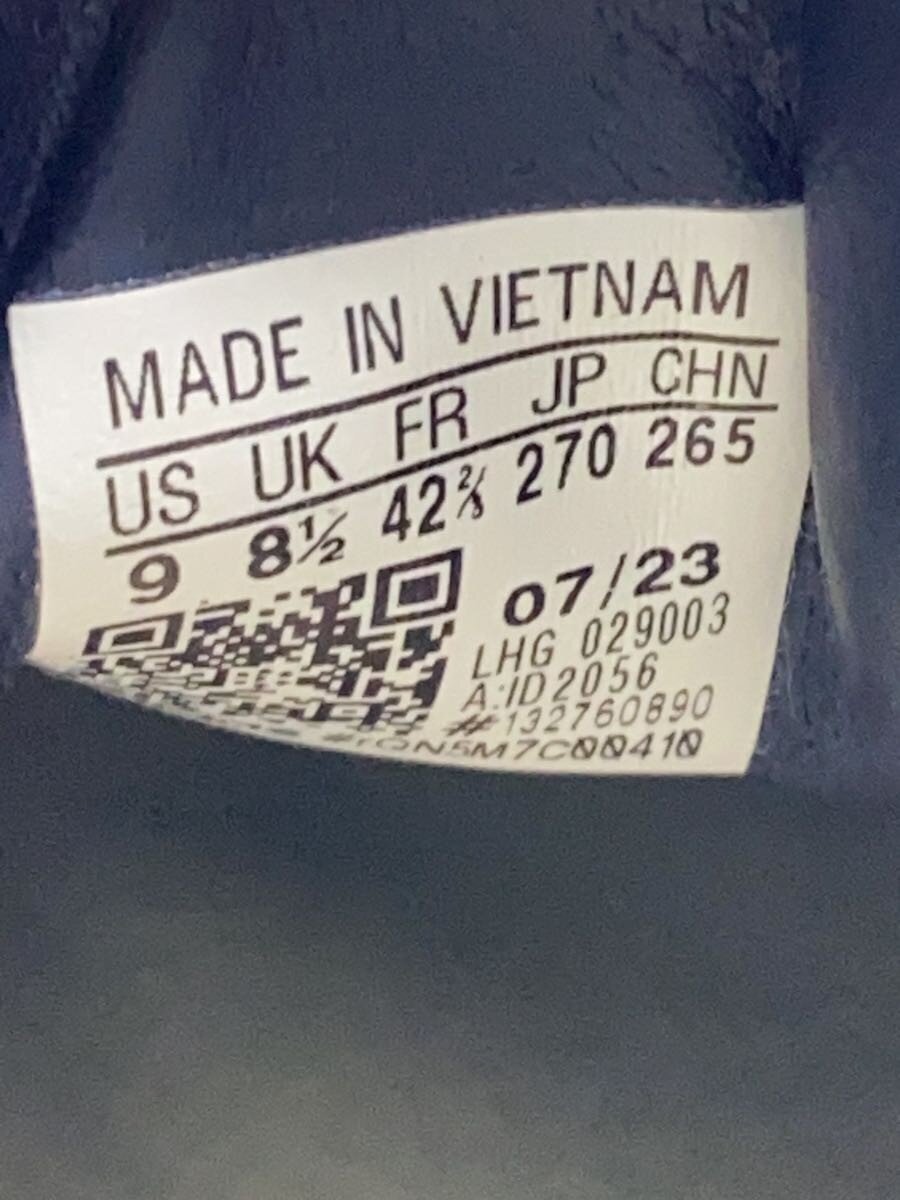 MADE IN VIETNAM
US UK FR JP CHN
9 8½ 42⅔ 270 265
07/23
LHG 029003
A:ID2056
#132760890